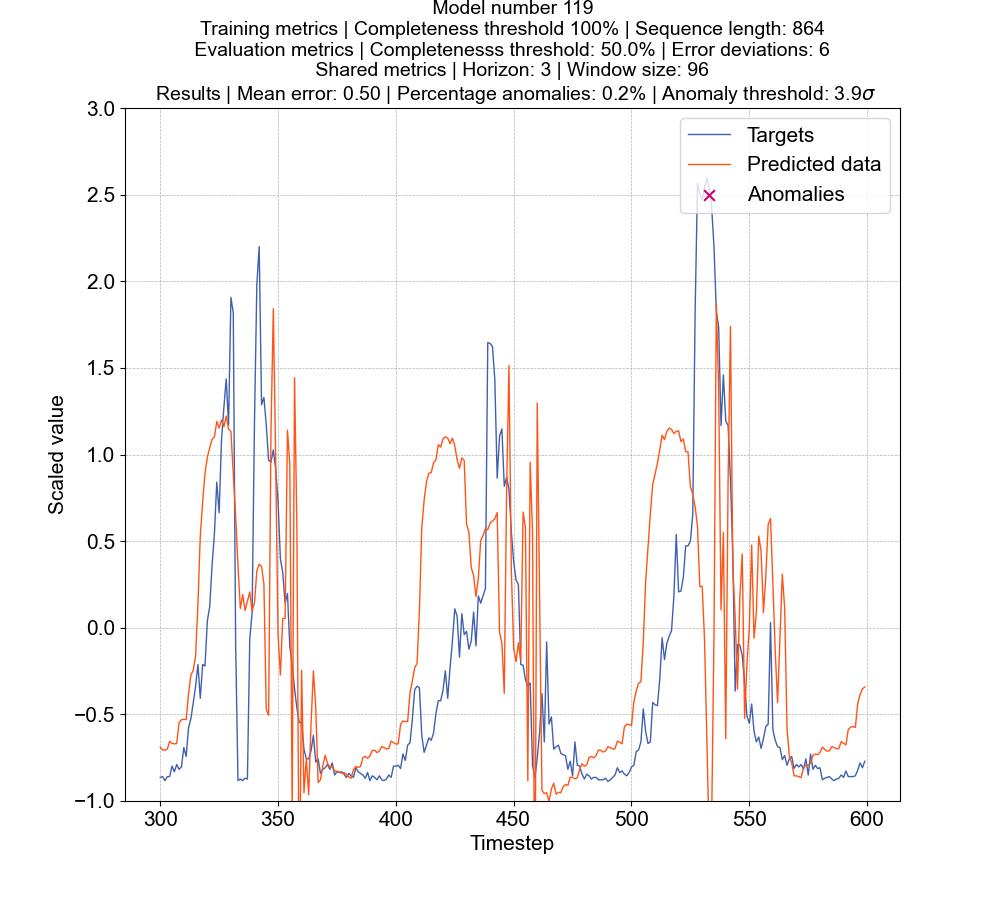 Model number 119
Training metrics | Completeness threshold 100% | Sequence length: 864
Evaluation metrics | Completenesss threshold: 50.0% | Error deviations: 6
Shared metrics | Horizon: 3 | Window size: 96
Results | Mean error: 0.50 | Percentage anomalies: 0.2% | Anomaly threshold: 3.9σ
3.0
2.5
2.0
1.5
1.0
0.5
0.0
−0.5
−1.0
Scaled value
Targets
Predicted data
Anomalies
300 350 400 450 500 550 600
Timestep